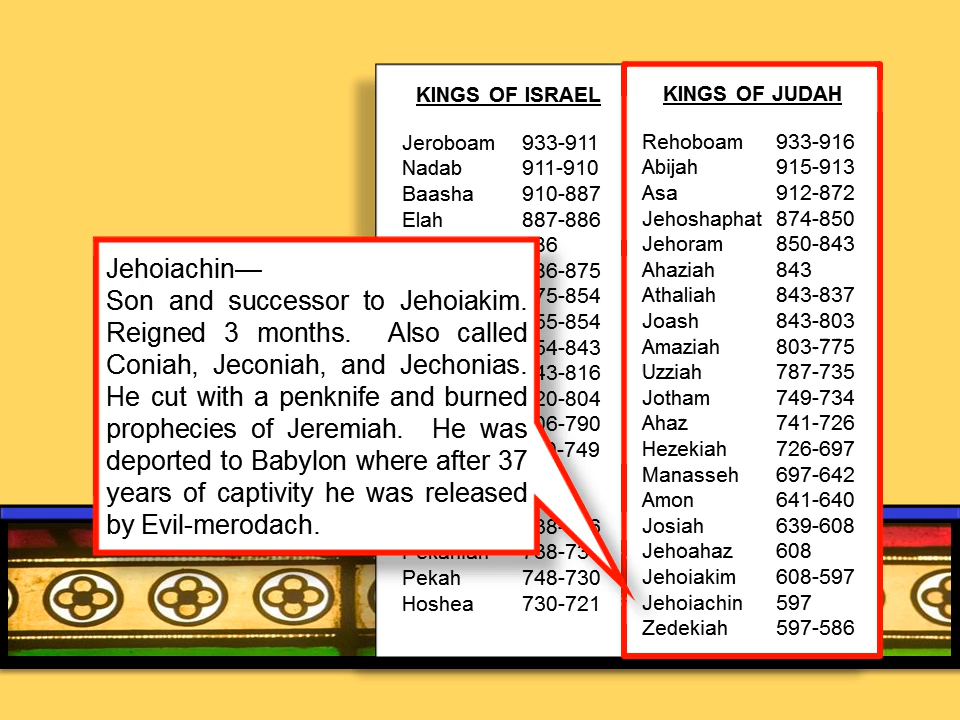 KINGS OF ISRAEL
Jeroboam 933-911
Nadab 911-910
Baasha 910-887
Elah 887-886
Pekah 748-730
Hoshea 730-721
KINGS OF JUDAH
Rehoboam 933-916
Abijah 915-913
Asa 912-872
Jehoshaphat 874-850
Jehoram 850-843
Ahaziah 843
Athaliah 843-837
Joash 843-803
Amaziah 803-775
Uzziah 787-735
Jotham 749-734
Ahaz 741-726
Hezekiah 726-697
Manasseh 697-642
Amon 641-640
Josiah 639-608
Jehoahaz 608
Jehoiakim 608-597
Jehoiachin 597
Zedekiah 597-586
Jehoiachin—
Son and successor to Jehoiakim.
Reigned 3 months. Also called
Coniah, Jeconiah, and Jechonias.
He cut with a penknife and burned
prophecies of Jeremiah. He was
deported to Babylon where after 37
years of captivity he was released
by Evil-merodach.